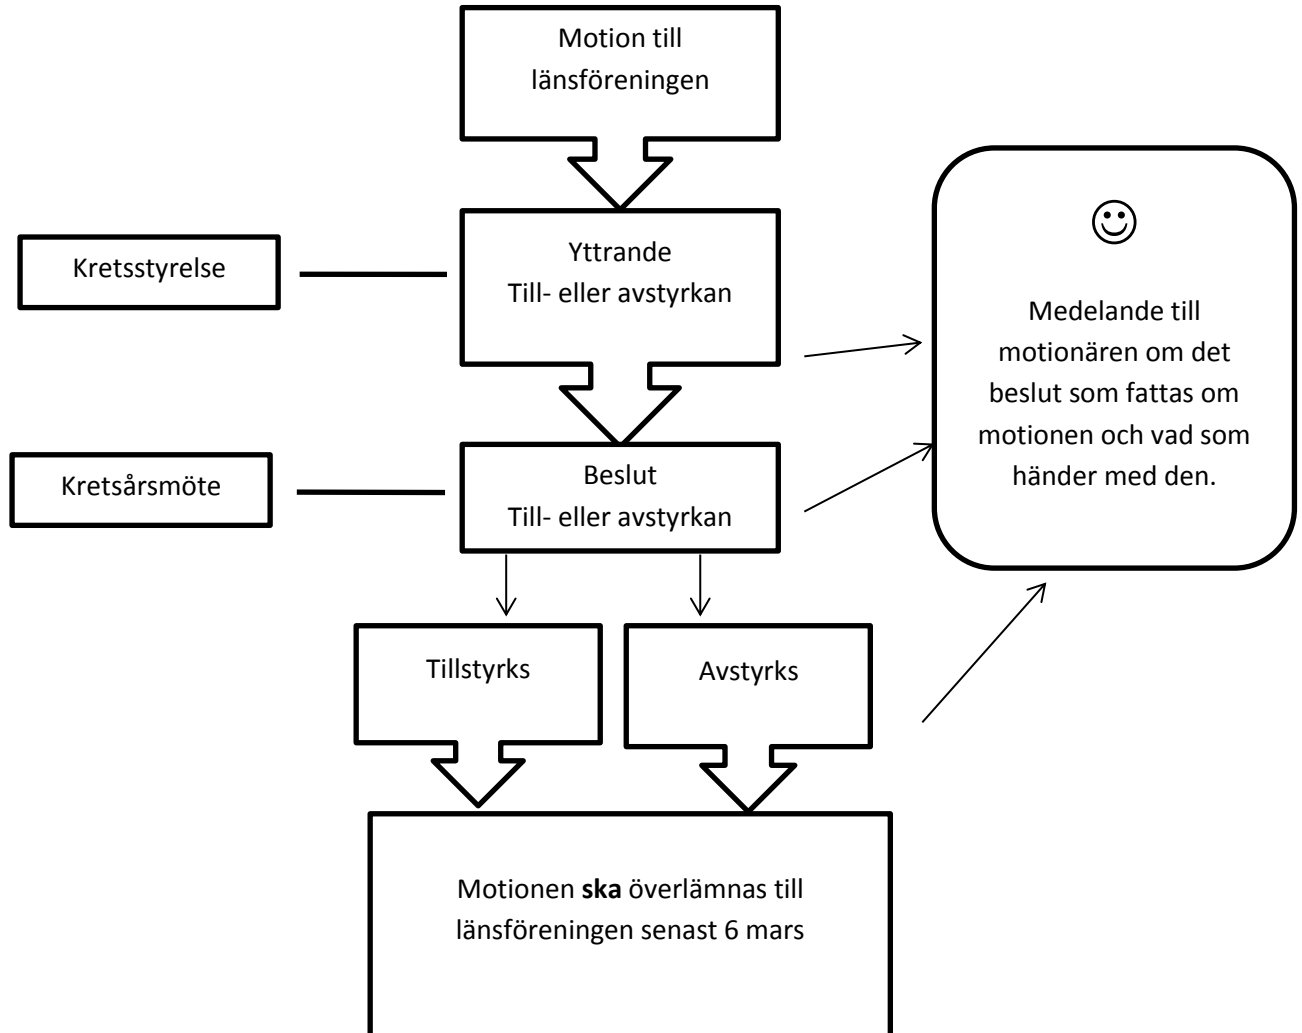 Motion till
länsföreningen
Kretsstyrelse
Yttrande
Till- eller avstyrkan
Medelande till
motionären om det
beslut som fattas om
motionen och vad som
händer med den.
Kretsårsmöte
Beslut
Till- eller avstyrkan
Tillstyrks
Avstyrks
Motionen ska överlämnas till
länsföreningen senast 6 mars